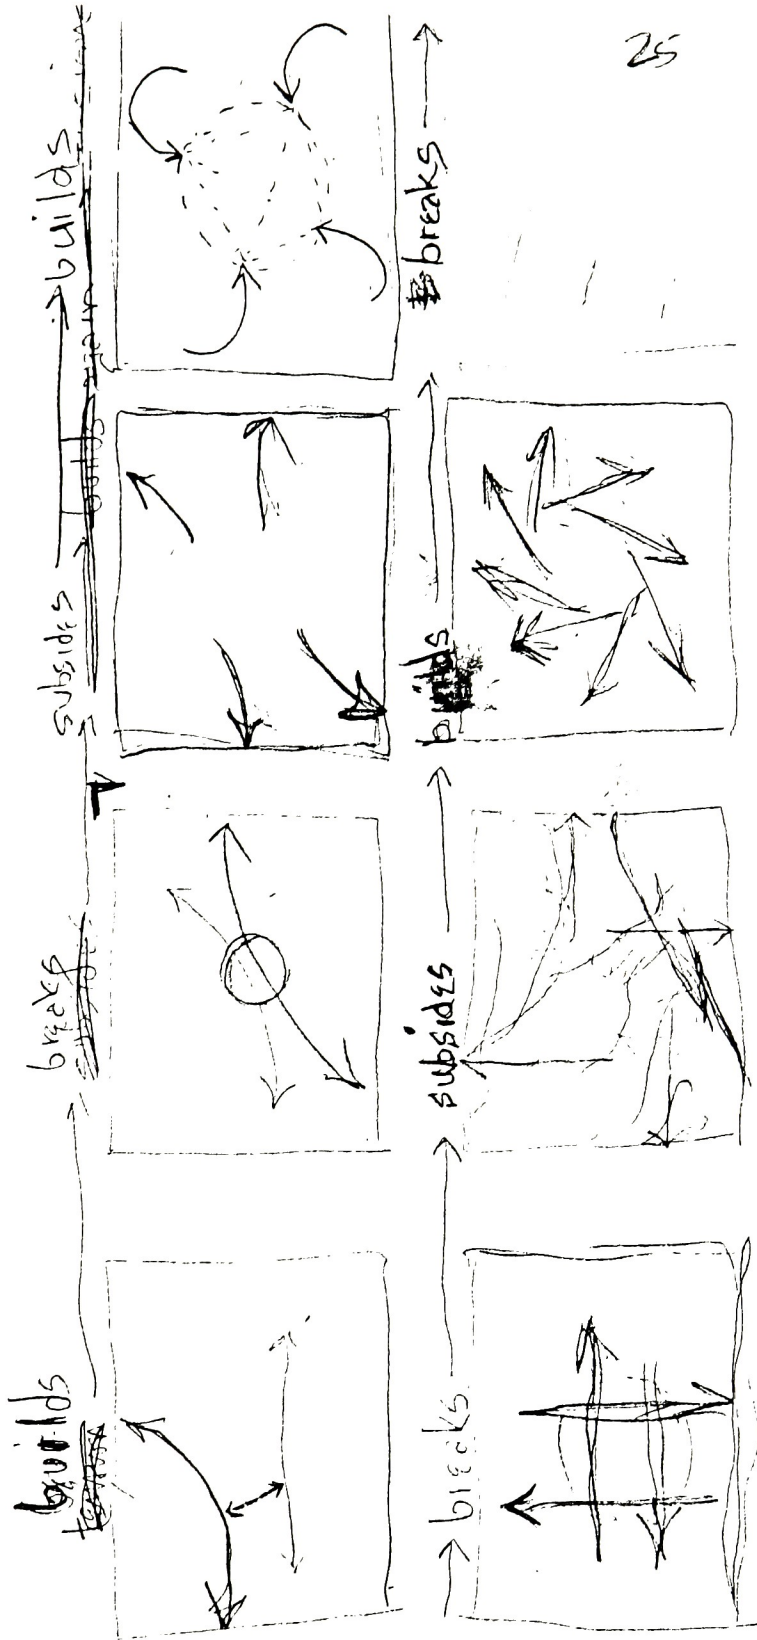 builds → breaks → subsides → builds
→ breaks → subsides → builds → breaks →
25